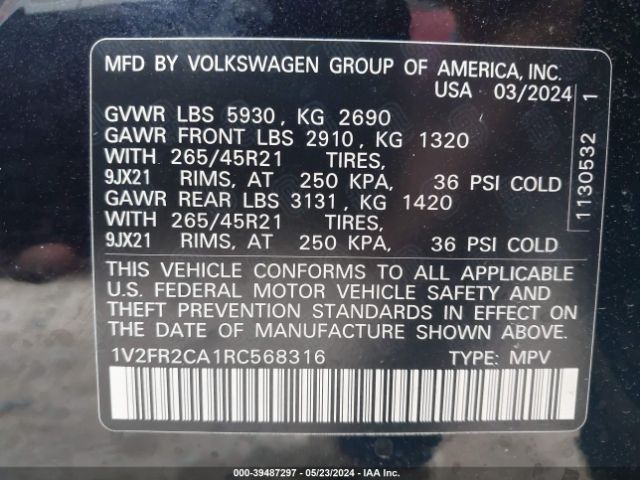 MFD BY VOLKSWAGEN GROUP OF AMERICA, INC.
USA 03/2024
GVWR LBS 5930, KG 2690
GAWR FRONT LBS 2910, KG 1320
WITH 265/45R21 TIRES,
9JX21 RIMS, AT 250 KPA, 36 PSI COLD
GAWR REAR LBS 3131, KG 1420
WITH 265/45R21 TIRES,
9JX21 RIMS, AT 250 KPA, 36 PSI COLD
THIS VEHICLE CONFORMS TO ALL APPLICABLE
U.S. FEDERAL MOTOR VEHICLE SAFETY AND
THEFT PREVENTION STANDARDS IN EFFECT ON
THE DATE OF MANUFACTURE SHOWN ABOVE.
1V2FR2CA1RC568316 TYPE: MPV
1130532 1
000-39487297 - 05/23/2024 - IAA Inc.